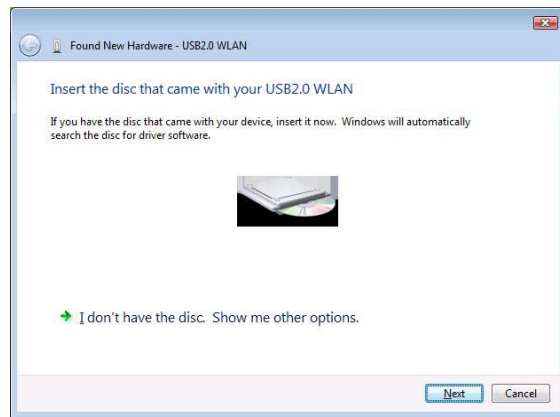 Found New Hardware - USB2.0 WLAN
Insert the disc that came with your USB2.0 WLAN
If you have the disc that came with your device, insert it now.  Windows will automatically
search the disc for driver software.
I don't have the disc.  Show me other options.
Next Cancel